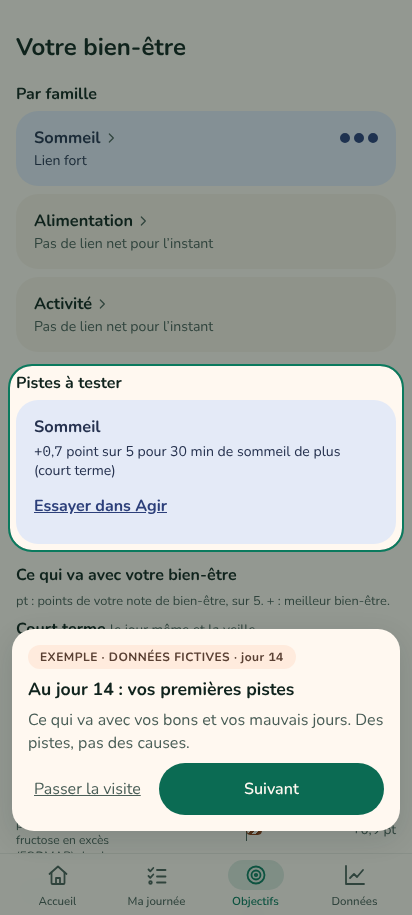 Votre bien-être
Par famille
Sommeil
Lien fort
Alimentation
Pas de lien net pour l'instant
Activité
Pas de lien net pour l'instant
Pistes à tester
Sommeil
+0,7 point sur 5 pour 30 min de sommeil de plus
(court terme)
Essayer dans Agir
Ce qui va avec votre bien-être
pt : points de votre note de bien-être, sur 5. + : meilleur bien-être.
Court terme le jour même et la veille
EXEMPLE · DONNÉES FICTIVES · jour 14
Au jour 14 : vos premières pistes
Ce qui va avec vos bons et vos mauvais jours. Des
pistes, pas des causes.
Passer la visite
Suivant
fructose en excès
Accueil
Ma journée
Objectifs
Données